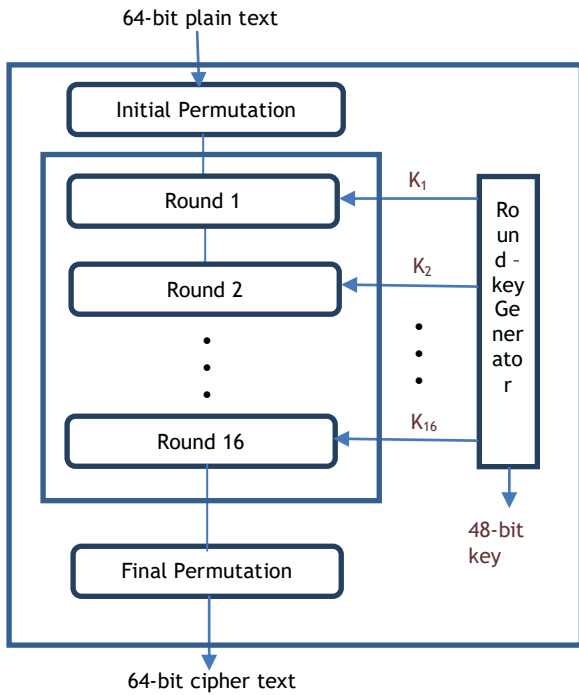 64-bit plain text
Initial Permutation
Round 1
K₁
Round 2
K₂
Round 16
K₁₆
Ro
un
d -
key
Ge
ner
ato
r
48-bit
key
Final Permutation
64-bit cipher text